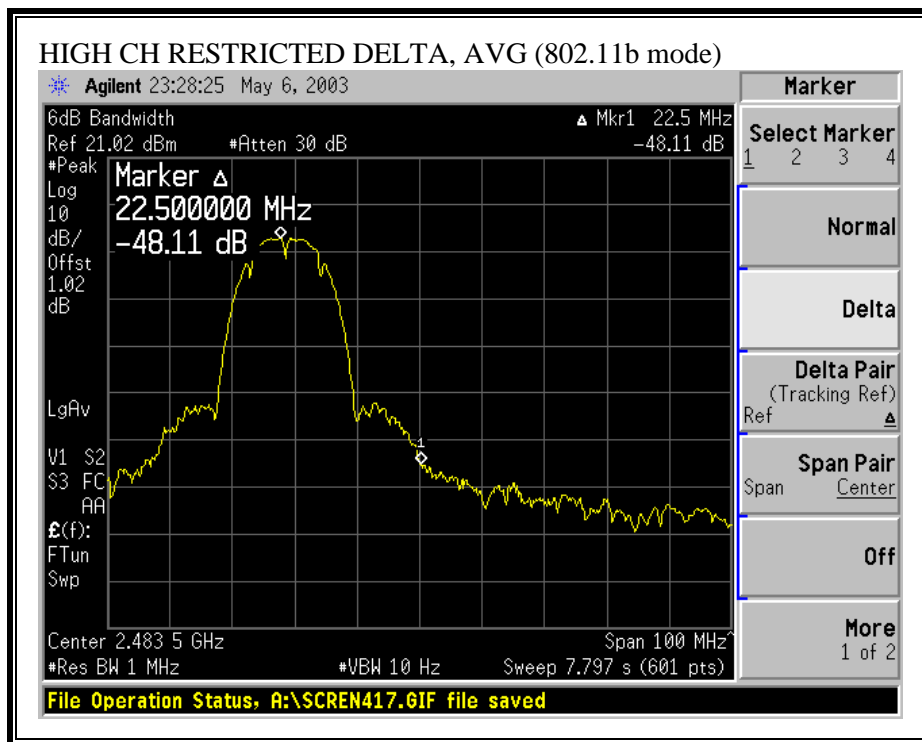 HIGH CH RESTRICTED DELTA, AVG (802.11b mode)
Agilent 23:28:25 May 6, 2003
Marker
6dB Bandwidth
Δ Mkr1 22.5 MHz
Ref 21.02 dBm #Atten 30 dB -48.11 dB
#Peak
Log
10
dB/
Offst
1.02
dB
Marker Δ
22.500000 MHz
-48.11 dB
1
LgAv
V1 S2
S3 FC
AA
£(f):
FTun
Swp
Center 2.483 5 GHz Span 100 MHz^
#Res BW 1 MHz #VBW 10 Hz Sweep 7.797 s (601 pts)
Select Marker
1 2 3 4
Normal
Delta
Delta Pair
(Tracking Ref)
Ref Δ
Span Pair
Span Center
Off
More
1 of 2
File Operation Status, A:\SCREN417.GIF file saved